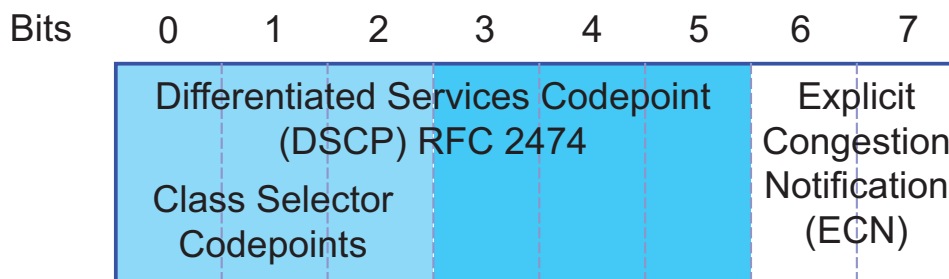 Bits 0 1 2 3 4 5 6 7
Differentiated Services Codepoint
(DSCP) RFC 2474
Class Selector
Codepoints
Explicit
Congestion
Notification
(ECN)